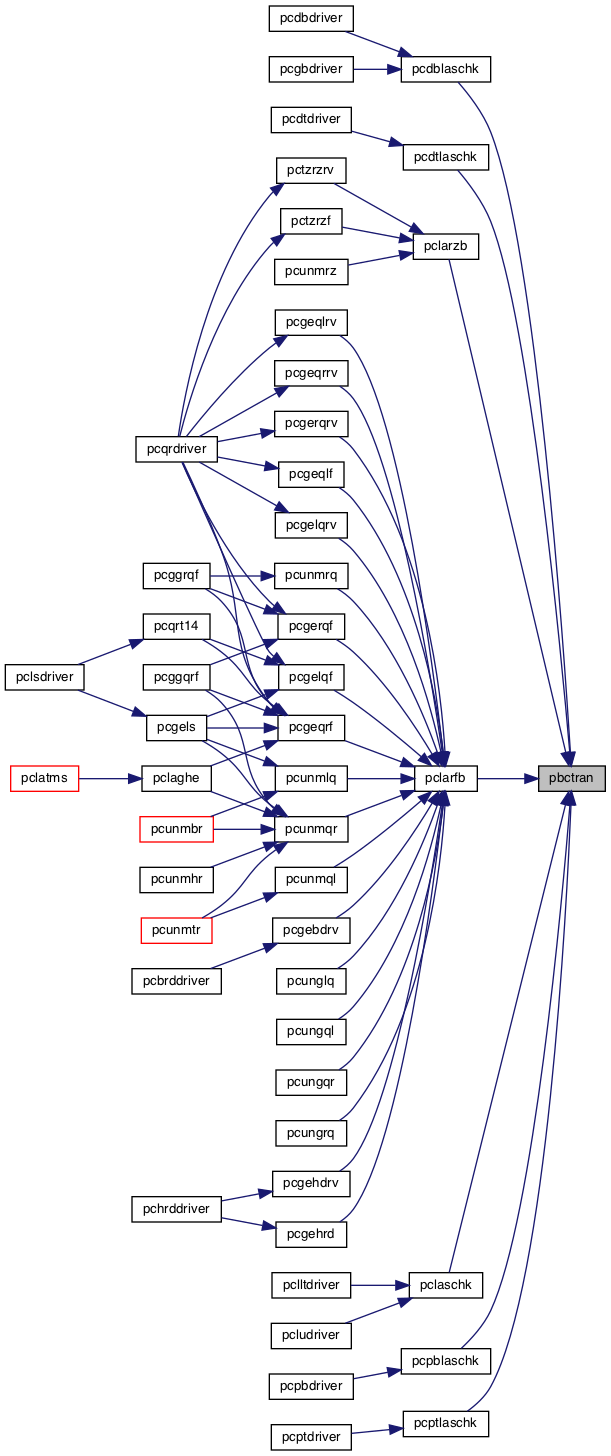 pcdbdriver
pcgbdriver
pcdblaschk
pcdtdriver
pcdtlaschk
pctzrzrv
pctzrzf
pclarzb
pcunmrz
pcgeqlrv
pcgeqrrv
pcgerqrv
pcqrdriver
pcgeqlf
pcgelqrv
pcggrqf
pcunmrq
pcqrt14
pcgerqf
pclsdriver
pcggqrf
pcgelqf
pcgels
pcgeqrf
pclatms
pclaghe
pcunmlq
pclarfb
pbctran
pcunmbr
pcunmqr
pcunmhr
pcunmql
pcunmtr
pcgebdrv
pcbrddriver
pcunglq
pcungql
pcungqr
pcungrq
pcgehdrv
pchrddriver
pcgehrd
pclltdriver
pclaschk
pcludriver
pcpblaschk
pcpbdriver
pcptlaschk
pcptdriver